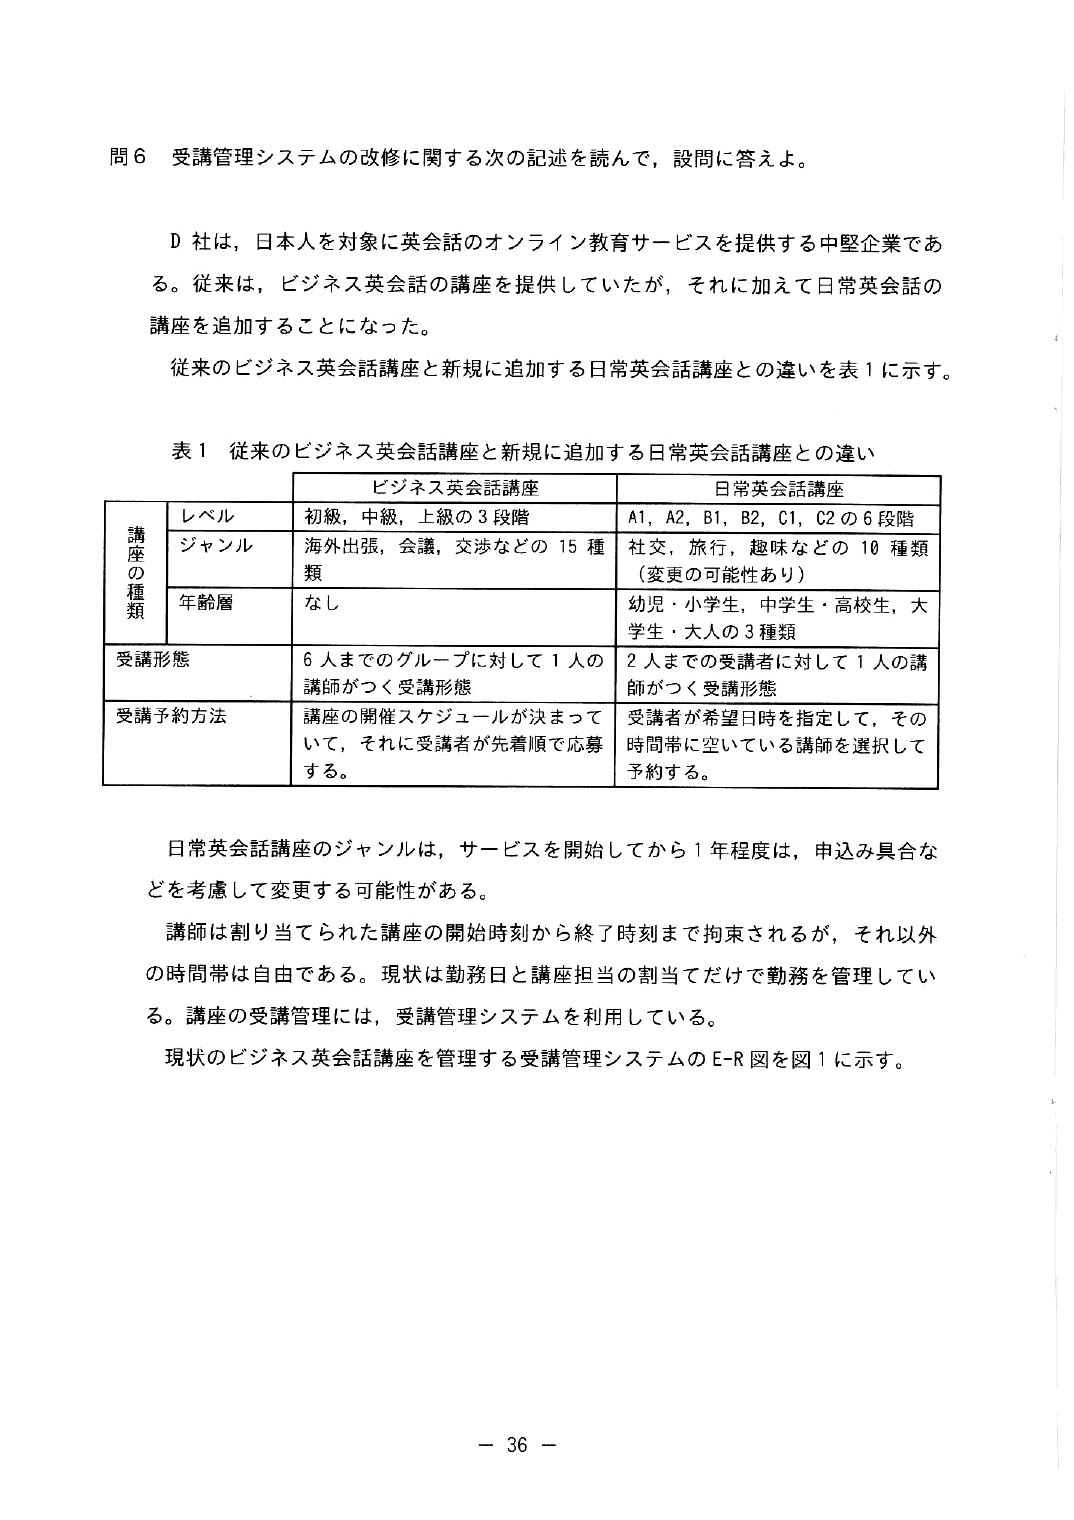 問6　受講管理システムの改修に関する次の記述を読んで，設問に答えよ。
D 社は，日本人を対象に英会話のオンライン教育サービスを提供する中堅企業であ
る。従来は，ビジネス英会話の講座を提供していたが，それに加えて日常英会話の
講座を追加することになった。
従来のビジネス英会話講座と新規に追加する日常英会話講座との違いを表 1 に示す。
表 1　従来のビジネス英会話講座と新規に追加する日常英会話講座との違い
ビジネス英会話講座　日常英会話講座
講座の種類
レベル　初級，中級，上級の 3 段階　A1，A2，B1，B2，C1，C2 の 6 段階
ジャンル　海外出張，会議，交渉などの 15 種　社交，旅行，趣味などの 10 種類
類　（変更の可能性あり）
年齢層　なし　幼児・小学生，中学生・高校生，大
学生・大人の 3 種類
受講形態　6 人までのグループに対して 1 人の　2 人までの受講者に対して 1 人の講
講師がつく受講形態　師がつく受講形態
受講予約方法　講座の開催スケジュールが決まって　受講者が希望日時を指定して，その
いて，それに受講者が先着順で応募　時間帯に空いている講師を選択して
する。　予約する。
日常英会話講座のジャンルは，サービスを開始してから 1 年程度は，申込み具合な
どを考慮して変更する可能性がある。
講師は割り当てられた講座の開始時刻から終了時刻まで拘束されるが，それ以外
の時間帯は自由である。現状は勤務日と講座担当の割当てだけで勤務を管理してい
る。講座の受講管理には，受講管理システムを利用している。
現状のビジネス英会話講座を管理する受講管理システムの E-R 図を図 1 に示す。
－ 36 －